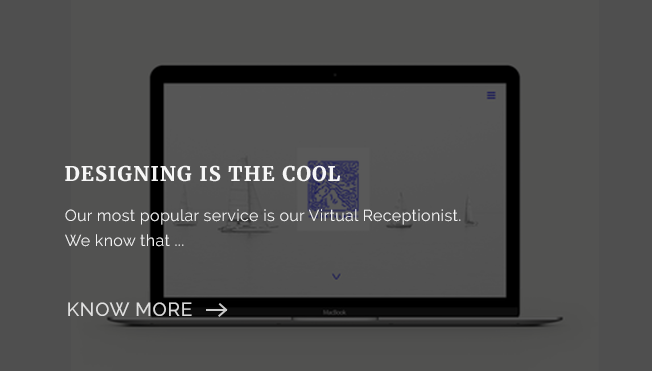 DESIGNING IS THE COOL
Our most popular service is our Virtual Receptionist.
We know that ...
KNOW MORE
MacBook